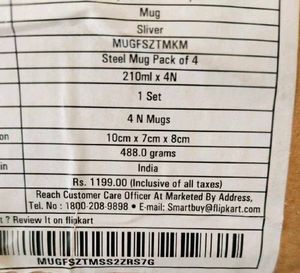 Mug
Sliver
MUGFSZTMKM
Steel Mug Pack of 4
210ml x 4N
1 Set
4 N Mugs
on 10cm x 7cm x 8cm
488.0 grams
in India
Rs. 1199.00 (Inclusive of all taxes)
Reach Customer Care Officer At Marketed By Address,
Tel. No : 1800-208-9898 • E-mail: Smartbuy@flipkart.com
t ? Review It on flipkart
MUGFSZTMSS2ZRS7G